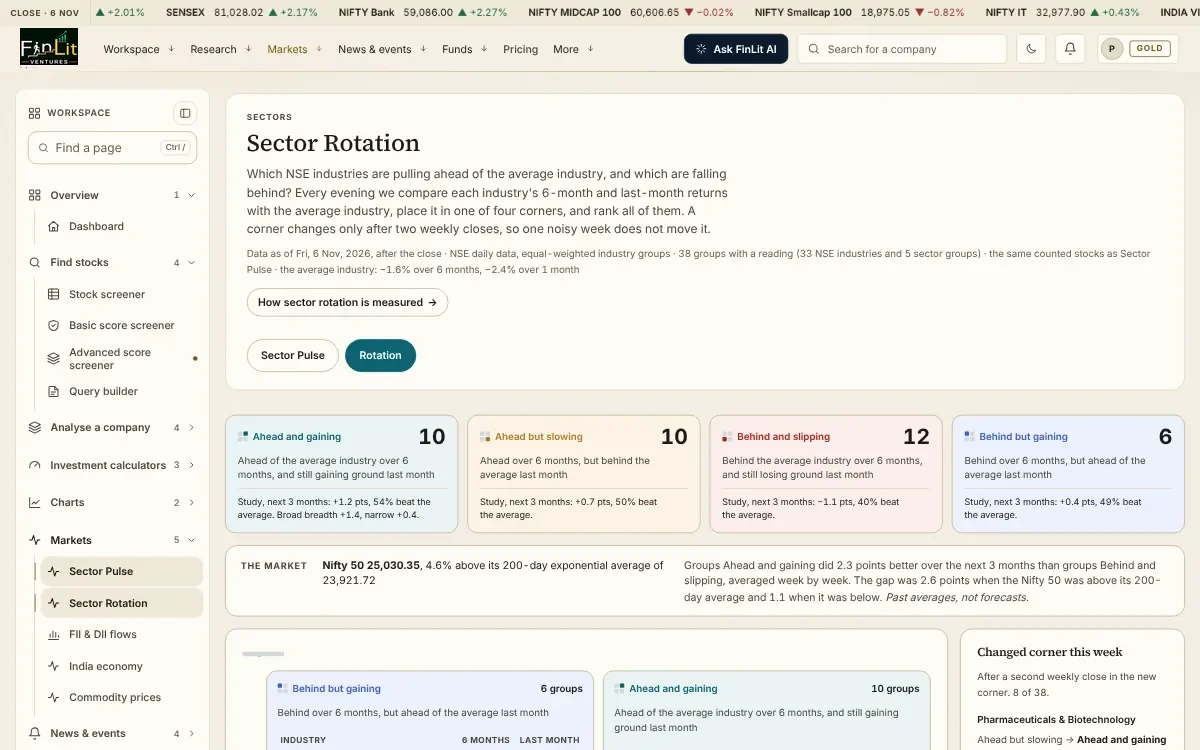 CLOSE · 6 NOV ▲ +2.01% SENSEX 81,028.02 ▲ +2.17% NIFTY Bank 59,086.00 ▲ +2.27% NIFTY MIDCAP 100 60,606.65 ▼ −0.02% NIFTY Smallcap 100 18,975.05 ▼ −0.82% NIFTY IT 32,977.90 ▲ +0.43% INDIA VI
FinLit
VENTURES
Workspace Research Markets News & events Funds Pricing More Ask FinLit AI Search for a company P GOLD
WORKSPACE
Find a page Ctrl /
Overview 1
Dashboard
Find stocks 4
Stock screener
Basic score screener
Advanced score
screener
Query builder
Analyse a company 4
Investment calculators 3
Charts 2
Markets 5
Sector Pulse
Sector Rotation
FII & DII flows
India economy
Commodity prices
News & events 4
SECTORS
Sector Rotation
Which NSE industries are pulling ahead of the average industry, and which are falling
behind? Every evening we compare each industry's 6-month and last-month returns
with the average industry, place it in one of four corners, and rank all of them. A
corner changes only after two weekly closes, so one noisy week does not move it.
Data as of Fri, 6 Nov, 2026, after the close · NSE daily data, equal-weighted industry groups · 38 groups with a reading (33 NSE industries and 5 sector groups) · the same counted stocks as Sector
Pulse · the average industry: −1.6% over 6 months, −2.4% over 1 month
How sector rotation is measured →
Sector Pulse Rotation
Ahead and gaining 10
Ahead of the average industry over 6
months, and still gaining ground last month
Study, next 3 months: +1.2 pts, 54% beat the
average. Broad breadth +1.4, narrow +0.4.
Ahead but slowing 10
Ahead over 6 months, but behind the
average last month
Study, next 3 months: +0.7 pts, 50% beat
the average.
Behind and slipping 12
Behind the average industry over 6 months,
and still losing ground last month
Study, next 3 months: −1.1 pts, 40% beat
the average.
Behind but gaining 6
Behind over 6 months, but ahead of the
average last month
Study, next 3 months: +0.4 pts, 49% beat
the average.
THE MARKET
Nifty 50 25,030.35, 4.6% above its 200-day exponential average of
23,921.72
Groups Ahead and gaining did 2.3 points better over the next 3 months than groups Behind and
slipping, averaged week by week. The gap was 2.6 points when the Nifty 50 was above its 200-
day average and 1.1 when it was below. Past averages, not forecasts.
Behind but gaining 6 groups
Behind over 6 months, but ahead of the average last month
INDUSTRY 6 MONTHS LAST MONTH
Ahead and gaining 10 groups
Ahead of the average industry over 6 months, and still gaining
ground last month
Changed corner this week
After a second weekly close in the new
corner. 8 of 38.
Pharmaceuticals & Biotechnology
Ahead but slowing → Ahead and gaining